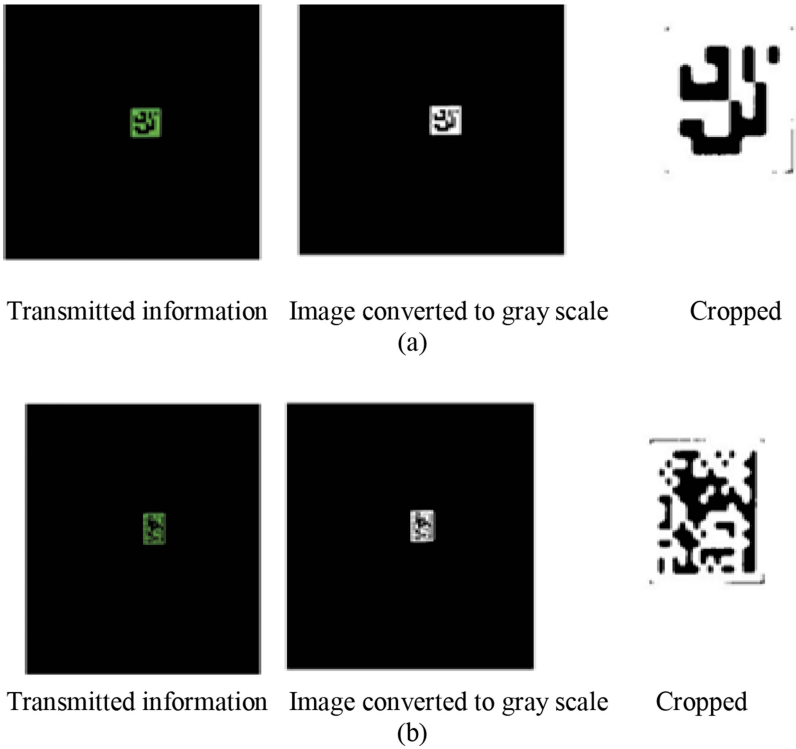 Transmitted information Image converted to gray scale Cropped
(a)
Transmitted information Image converted to gray scale Cropped
(b)